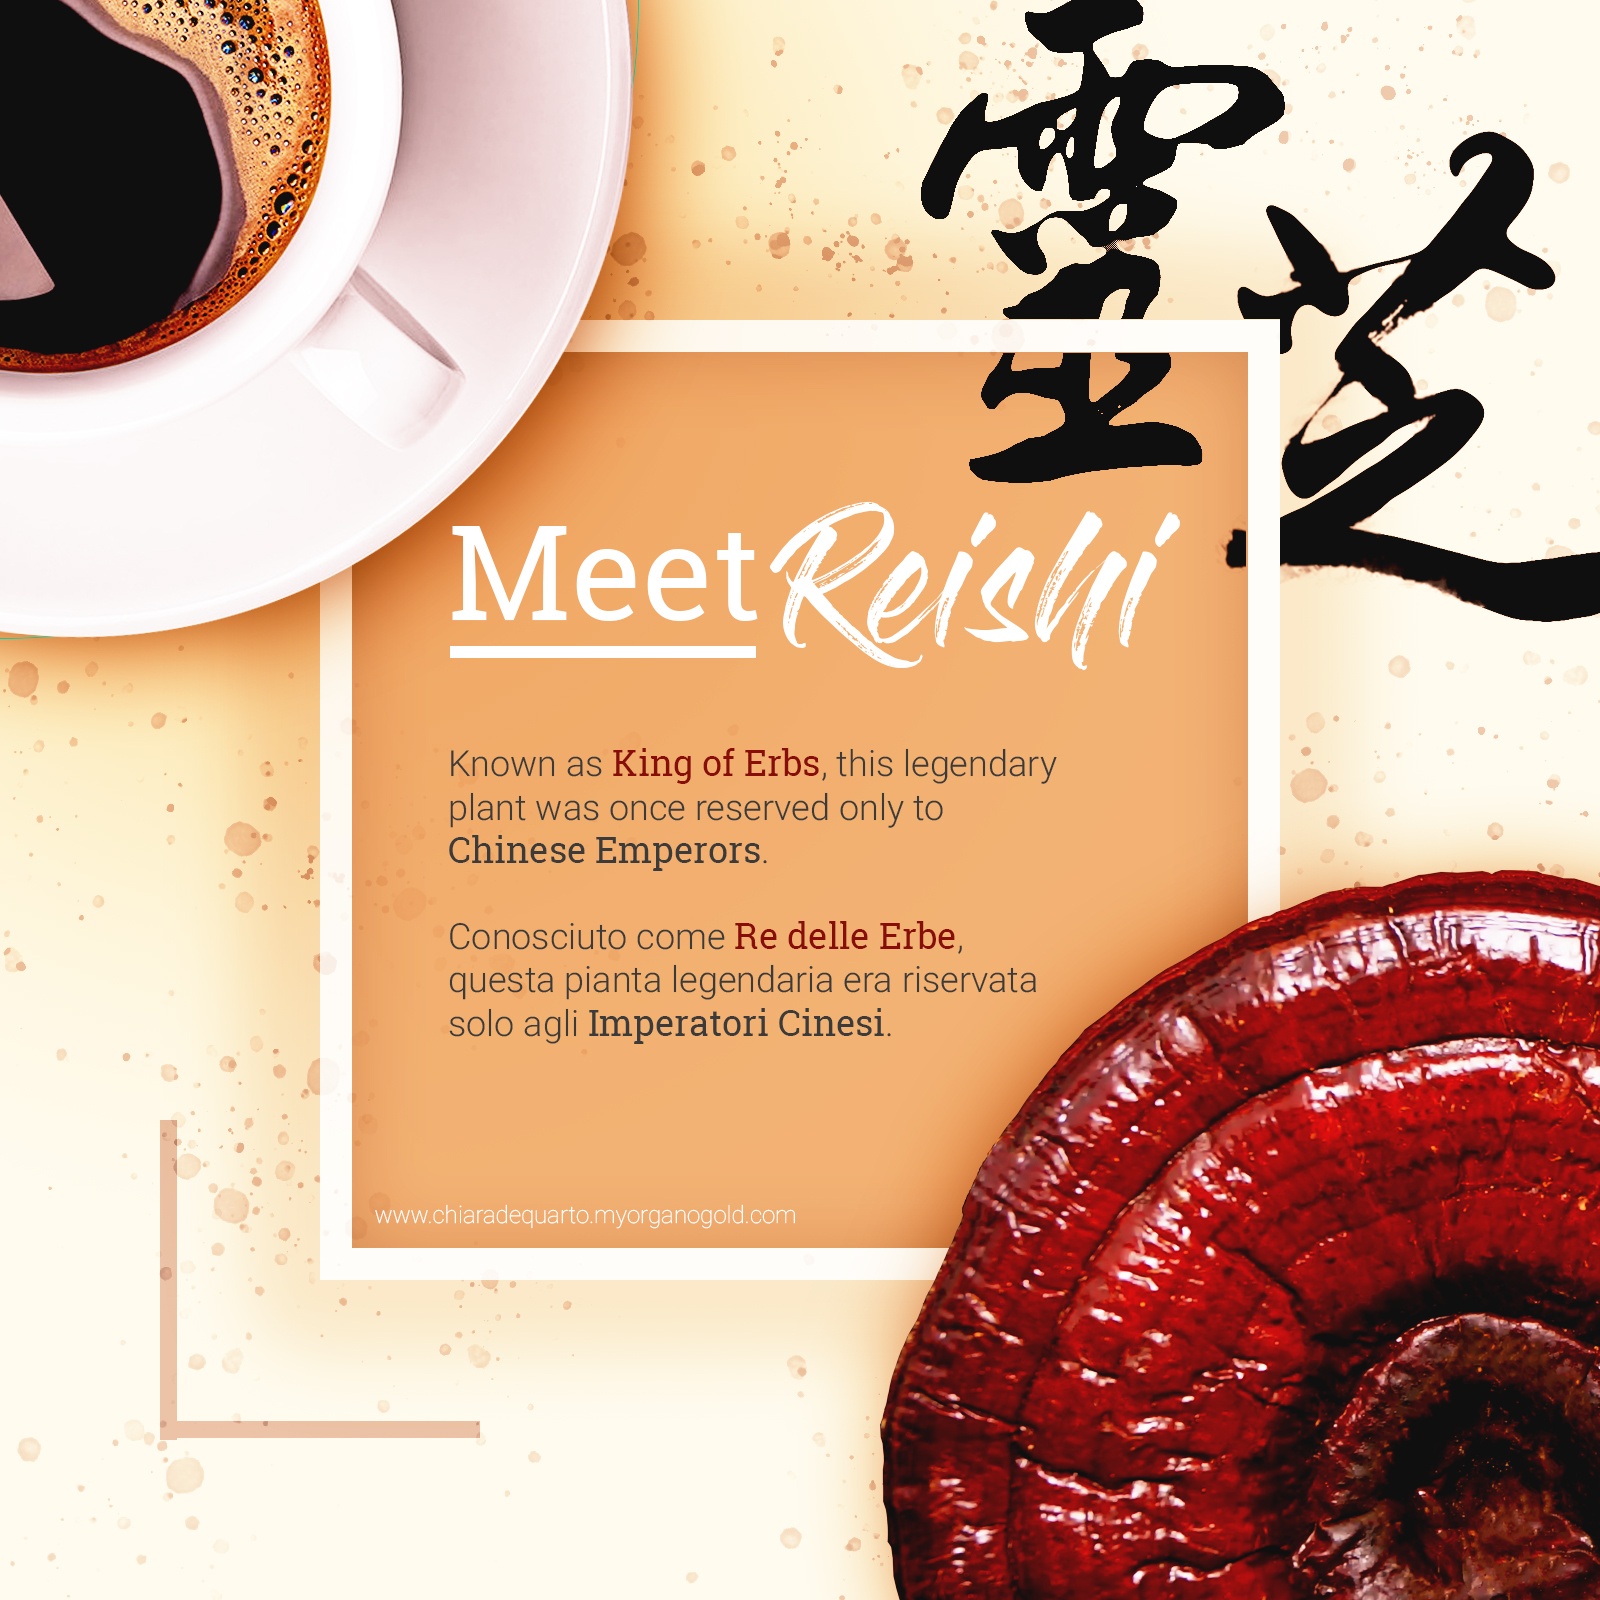 靈芝
Meet Reishi
Known as King of Erbs, this legendary
plant was once reserved only to
Chinese Emperors.
Conosciuto come Re delle Erbe,
questa pianta legendaria era riservata
solo agli Imperatori Cinesi.
www.chiaradequarto.myorganogold.com